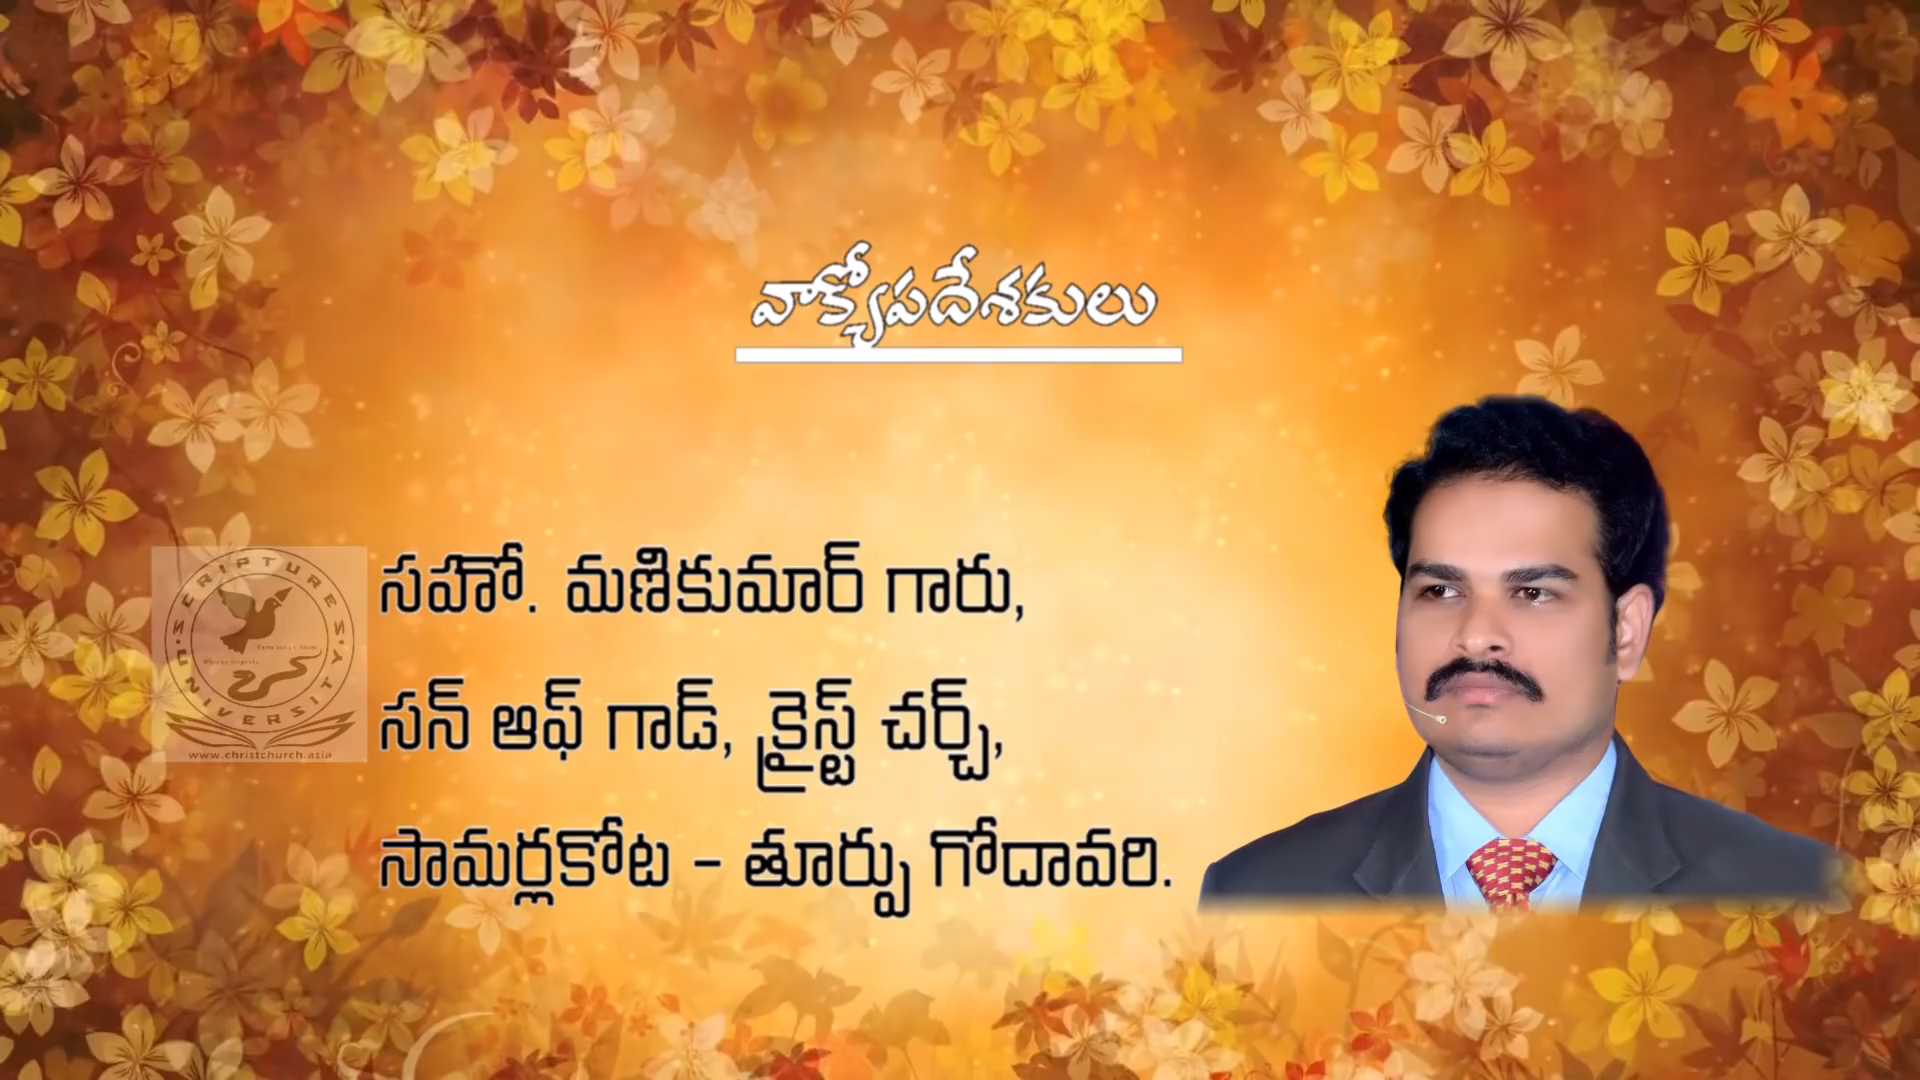 వాక్యోపదేశకులు
సహో. మణికుమార్ గారు,
సన్ ఆఫ్ గాడ్, క్రైస్ట్ చర్చ్,
సామర్లకోట - తూర్పు గోదావరి.
SCRIPTURES UNIVERSITY
www.christchurch.asia